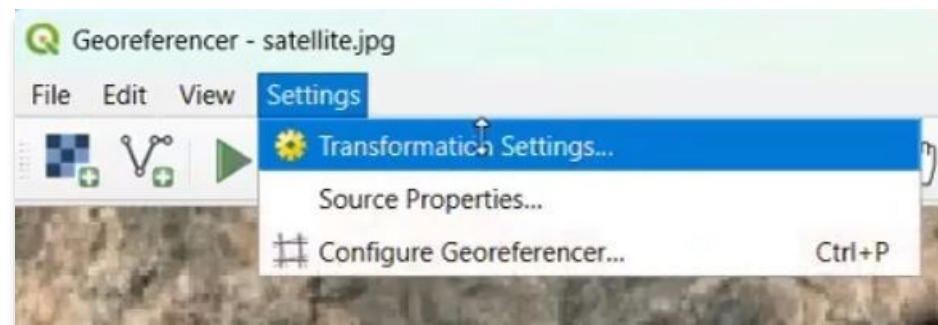 Georeferencer - satellite.jpg
File Edit View Settings
Transformation Settings...
Source Properties...
Configure Georeferencer... Ctrl+P